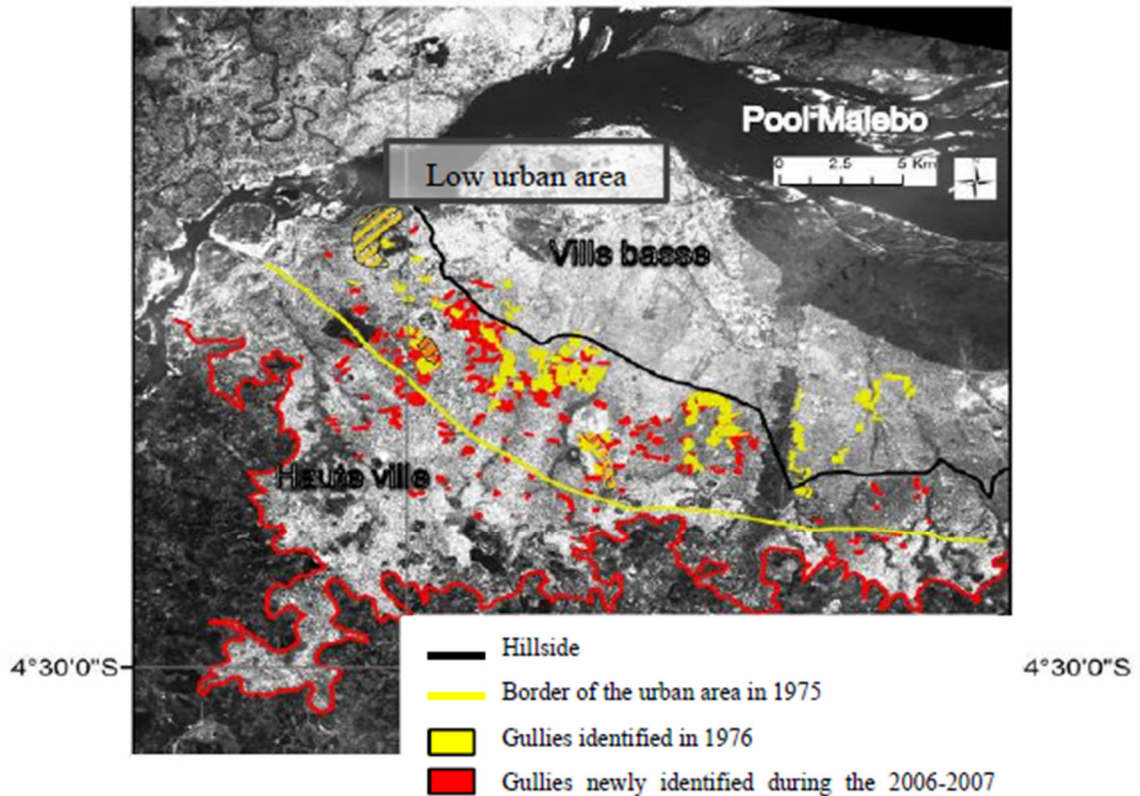 Pool Malebo
0 2.5 5 Km
Low urban area
Ville basse
Haute ville
4°30'0"S
4°30'0"S
Hillside
Border of the urban area in 1975
Gullies identified in 1976
Gullies newly identified during the 2006-2007